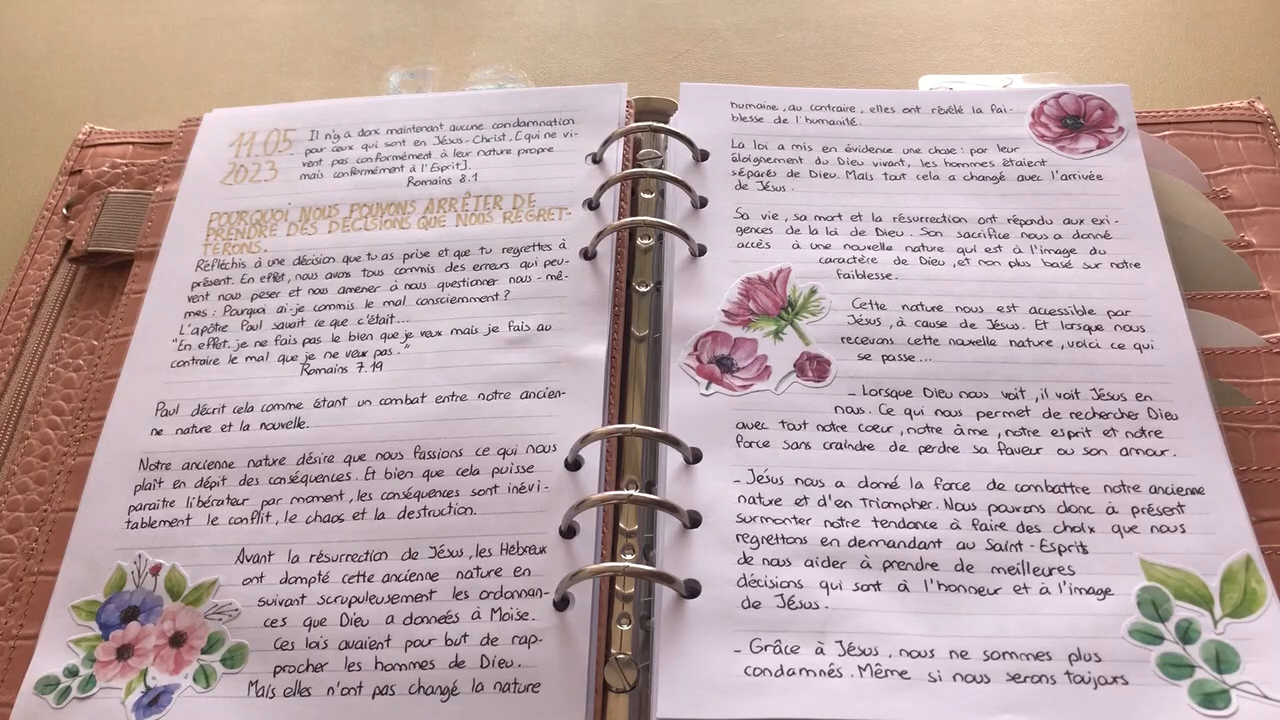 11.05
2023
Il n'y a donc maintenant aucune condamnation
pour ceux qui sont en Jésus-Christ. [qui ne vi-
vent pas conformément à leur nature propre
mais conformément à l'Esprit].
Romains 8.1
POURQUOI NOUS POUVONS ARRÊTER DE
PRENDRE DES DÉCISIONS QUE NOUS REGRET-
TERONS.
Réfléchis à une décision que tu as prise et que tu regrettes à
présent. En effet, nous avons tous commis des erreurs qui peu-
vent nous peser et nous amener à nous questionner nous-mê-
mes : Pourquoi ai-je commis le mal consciemment ?
L'apôtre Paul savait ce que c'était...
"En effet, je ne fais pas le bien que je veux mais je fais au
contraire le mal que je ne veux pas."
Romains 7.19
Paul décrit cela comme étant un combat entre notre ancien-
ne nature et la nouvelle.
Notre ancienne nature désire que nous fassions ce qui nous
plaît en dépit des conséquences. Et bien que cela puisse
paraître libérateur par moment, les conséquences sont inévi-
tablement le conflit, le chaos et la destruction.
Avant la résurrection de Jésus, les Hébreux
ont dompté cette ancienne nature en
suivant scrupuleusement les ordonnan-
ces que Dieu a données à Moïse.
Ces lois avaient pour but de rap-
procher les hommes de Dieu.
Mais elles n'ont pas changé la nature
humaine, au contraire, elles ont révélé la fai-
blesse de l'humanité.
La loi a mis en évidence une chose : par leur
éloignement du Dieu vivant, les hommes étaient
séparés de Dieu. Mais tout cela a changé avec l'arrivée
de Jésus.
Sa vie, sa mort et la résurrection ont répondu aux exi-
gences de la loi de Dieu. Son sacrifice nous a donné
accès à une nouvelle nature qui est à l'image du
caractère de Dieu, et non plus basé sur notre
faiblesse.
Cette nature nous est accessible par
Jésus, à cause de Jésus. Et lorsque nous
recevons cette nouvelle nature, voici ce qui
se passe...
- Lorsque Dieu nous voit, il voit Jésus en
nous. Ce qui nous permet de rechercher Dieu
avec tout notre coeur, notre âme, notre esprit et notre
force sans craindre de perdre sa faveur ou son amour.
- Jésus nous a donné la force de combattre notre ancienne
nature et d'en Triompher. Nous pouvons donc à présent
surmonter notre tendance à faire des choix que nous
regrettons en demandant au Saint-Esprit
de nous aider à prendre de meilleures
décisions qui sont à l'honneur et à l'image
de Jésus.
- Grâce à Jésus, nous ne sommes plus
condamnés. Même si nous serons toujours